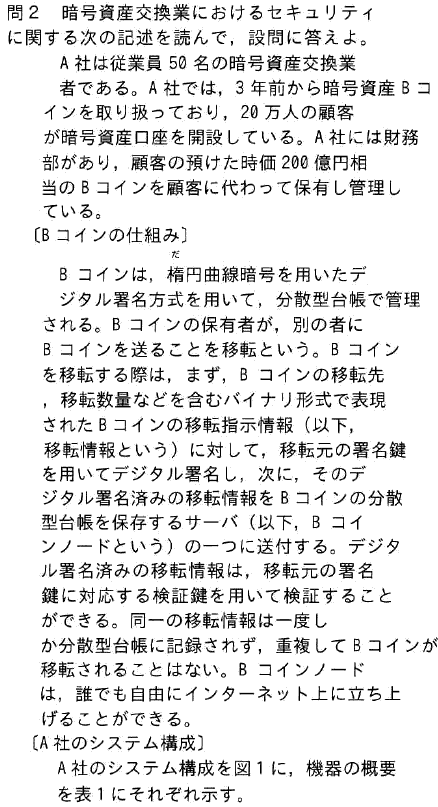 問２　暗号資産交換業におけるセキュリティ
に関する次の記述を読んで，設問に答えよ。
Ａ社は従業員 50 名の暗号資産交換業
者である。Ａ社では，３年前から暗号資産Ｂコ
インを取り扱っており，20 万人の顧客
が暗号資産口座を開設している。Ａ社には財務
部があり，顧客の預けた時価 200 億円相
当のＢコインを顧客に代わって保有し管理し
ている。
〔Ｂコインの仕組み〕
だ
Ｂ コインは，楕円曲線暗号を用いたデ
ジタル署名方式を用いて，分散型台帳で管理
される。Ｂコインの保有者が，別の者に
Ｂコインを送ることを移転という。Ｂコイン
を移転する際は，まず，Ｂ コインの移転先
，移転数量などを含むバイナリ形式で表現
されたＢコインの移転指示情報（以下，
移転情報という）に対して，移転元の署名鍵
を用いてデジタル署名し，次に，そのデ
ジタル署名済みの移転情報をＢコインの分散
型台帳を保存するサーバ（以下，Ｂ コイ
ンノードという）の一つに送付する。デジタ
ル署名済みの移転情報は，移転元の署名
鍵に対応する検証鍵を用いて検証すること
ができる。同一の移転情報は一度し
か分散型台帳に記録されず，重複してＢコインが
移転されることはない。Ｂ コインノード
は，誰でも自由にインターネット上に立ち上
げることができる。
〔Ａ社のシステム構成〕
Ａ社のシステム構成を図１に，機器の概要
を表１にそれぞれ示す。